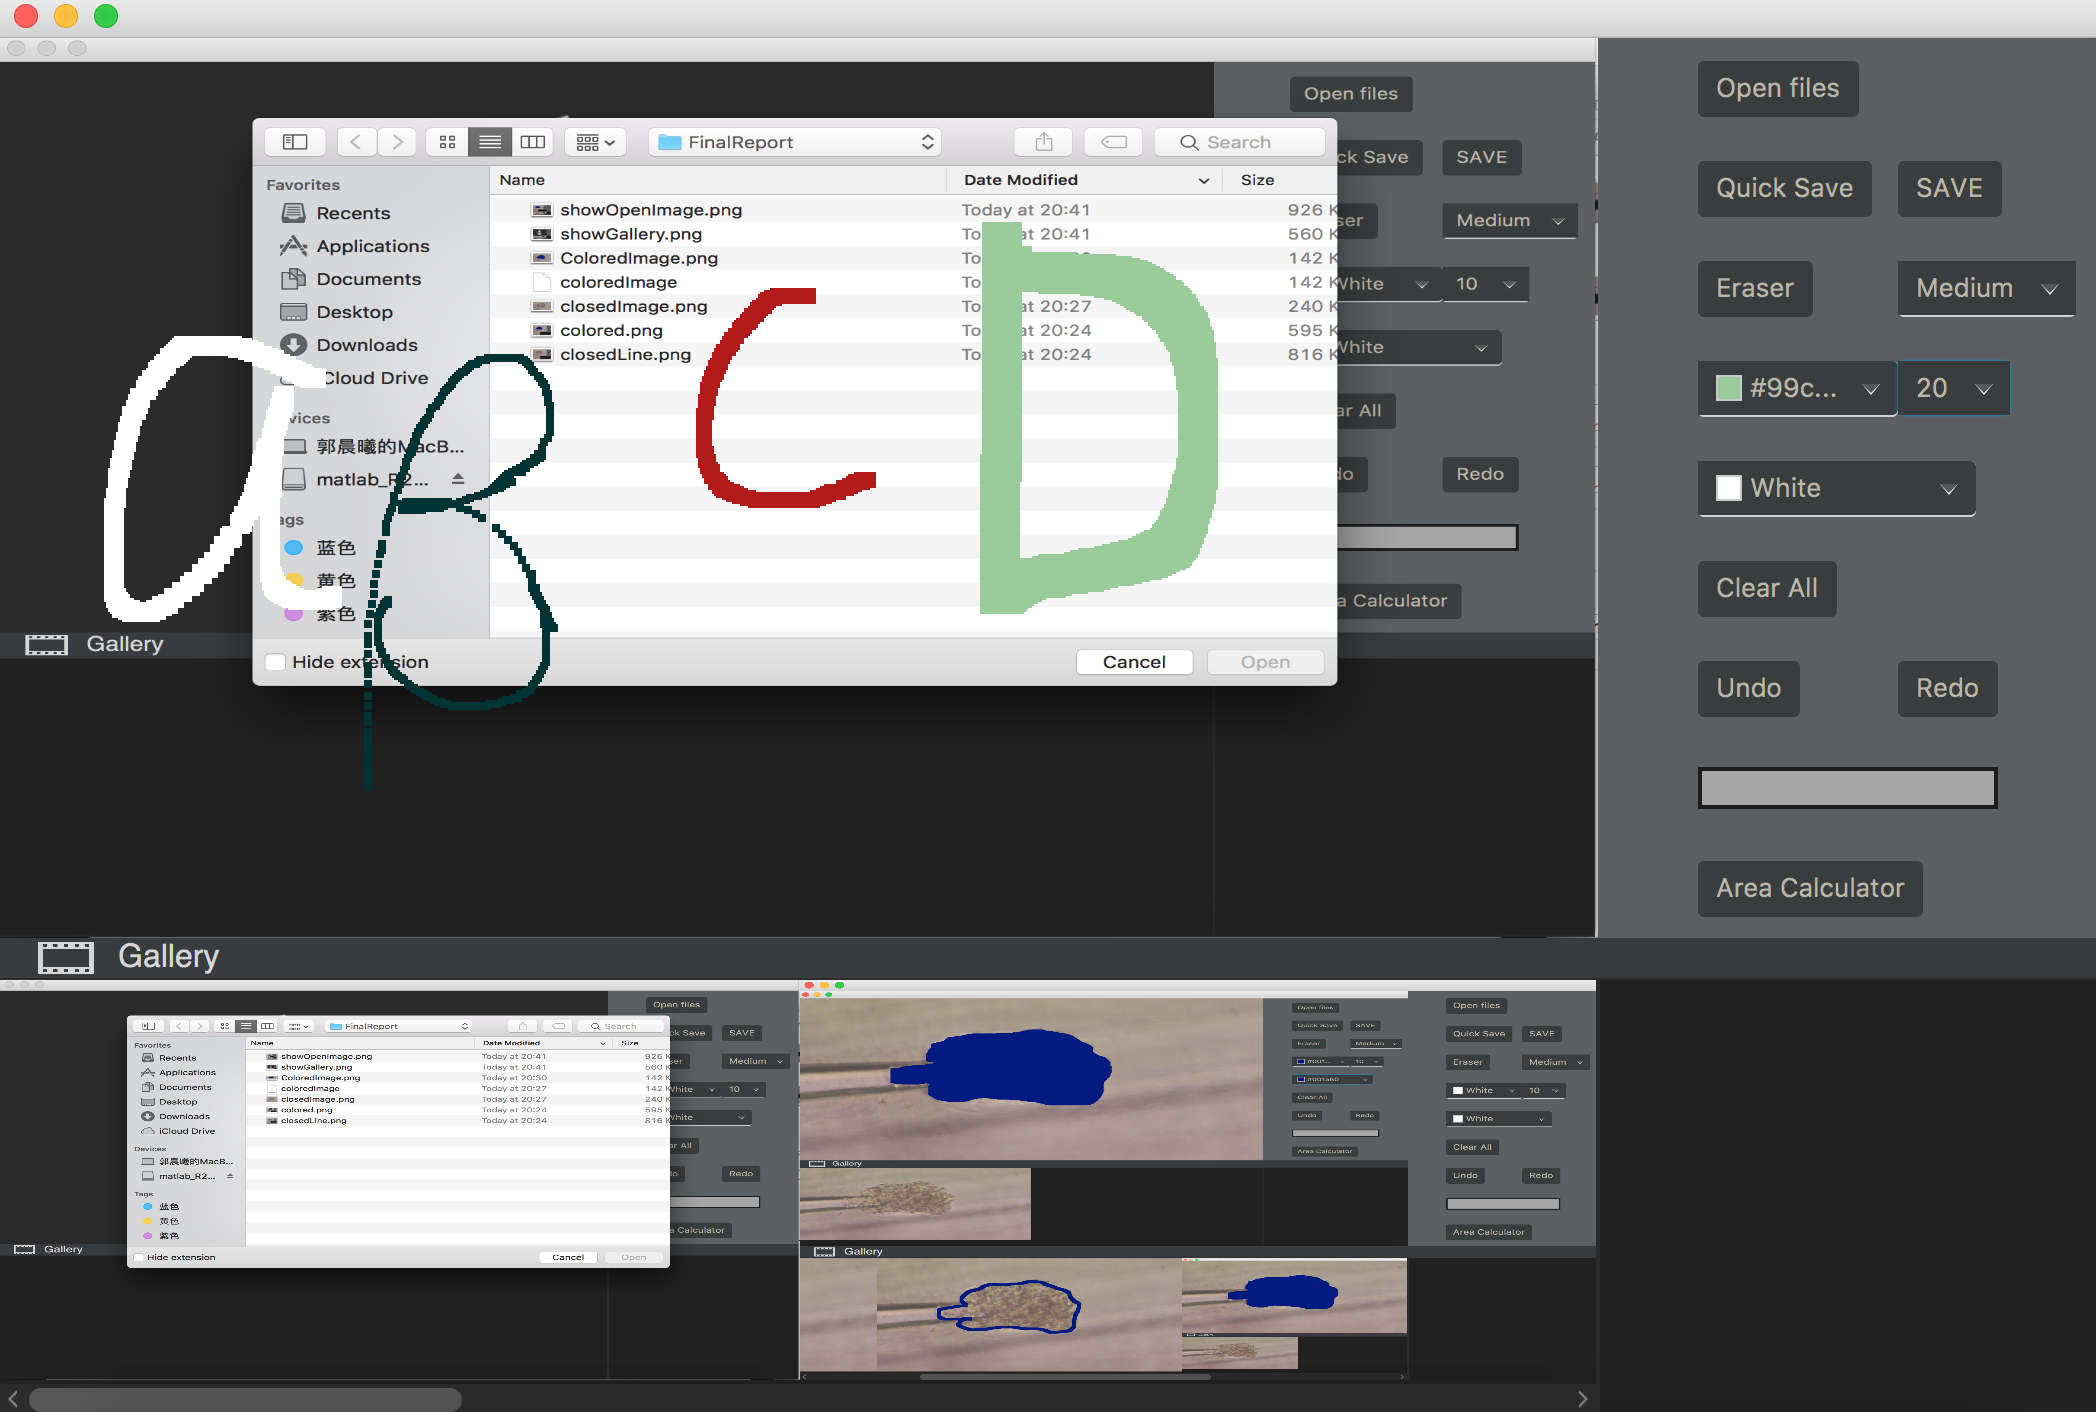 Open files
Quick Save SAVE
Eraser Medium
#99c... 20
White
Clear All
Undo Redo
Area Calculator
FinalReport Search
Favorites
Recents
Applications
Documents
Desktop
Downloads
Cloud Drive
vices
郭晨曦的MacB...
matlab_R2...
ags
蓝色
黄色
紫色
Name Date Modified Size
showOpenImage.png Today at 20:41 926 K
showGallery.png To at 20:41 560 K
ColoredImage.png To 142 K
coloredImage To 142 K
closedImage.png To at 20:27 240 K
colored.png To at 20:24 595 K
closedLine.png To at 20:24 816 K
Hide extension Cancel Open
a B C D
Open files
ck Save SAVE
ser Medium
White 10
White
ar All
do Redo
a Calculator
Gallery
Gallery
FinalReport Search
Favorites
Recents
Applications
Documents
Desktop
Downloads
iCloud Drive
Devices
郭晨曦的MacB...
matlab_R2...
Tags
蓝色
黄色
紫色
Name Date Modified Size
showOpenImage.png Today at 20:41 926 K
showGallery.png Today at 20:41 560 K
ColoredImage.png Today at 20:30 142 K
coloredImage Today at 20:27 142 K
closedImage.png Today at 20:27 240 K
colored.png Today at 20:24 595 K
closedLine.png Today at 20:24 816 K
Hide extension Cancel Open
Open files
ck Save SAVE
ser Medium
White 10
White
ar All
do Redo
a Calculator
Gallery
Open files
Quick Save SAVE
Eraser Medium
#001... 10
#001a80
Clear All
Undo Redo
Area Calculator
Gallery
Open files
Quick Save SAVE
Eraser Medium
White 10
White
Clear All
Undo Redo
Area Calculator
Gallery